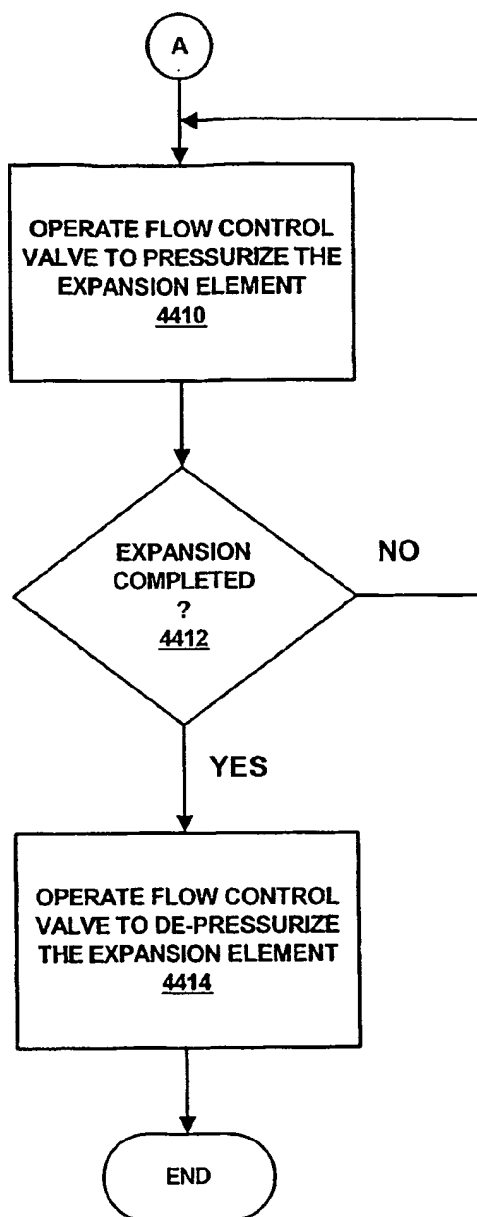 A
OPERATE FLOW CONTROL
VALVE TO PRESSURIZE THE
EXPANSION ELEMENT
4410
EXPANSION
COMPLETED
?
4412
NO
YES
OPERATE FLOW CONTROL
VALVE TO DE-PRESSURIZE
THE EXPANSION ELEMENT
4414
END